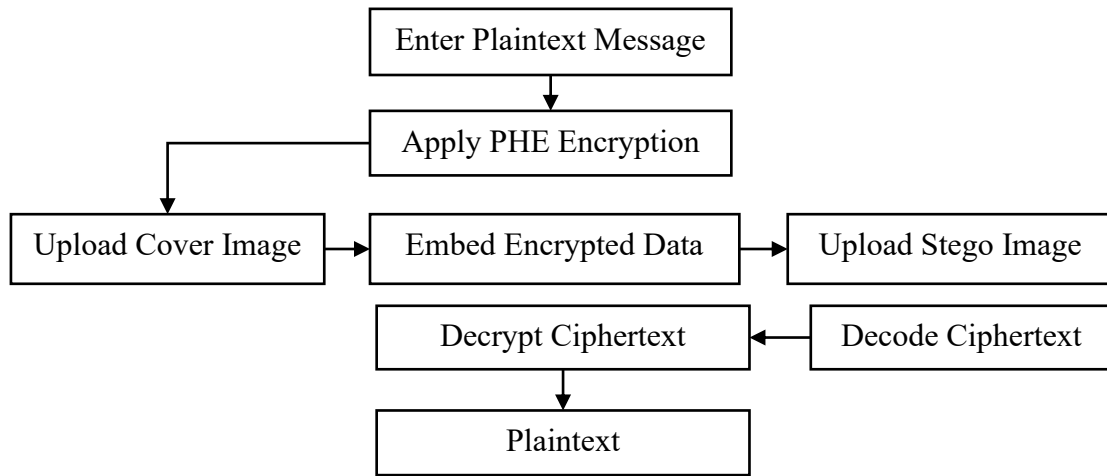 Enter Plaintext Message
Apply PHE Encryption
Upload Cover Image
Embed Encrypted Data
Upload Stego Image
Decrypt Ciphertext
Decode Ciphertext
Plaintext